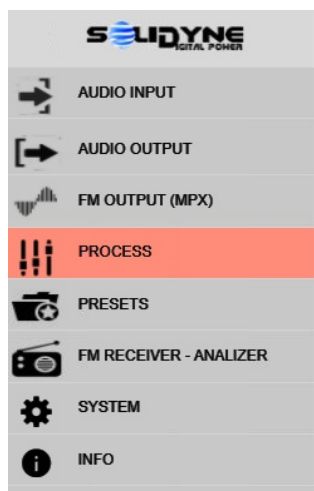 SOLIDYNE
DIGITAL POWER
AUDIO INPUT
AUDIO OUTPUT
FM OUTPUT (MPX)
PROCESS
PRESETS
FM RECEIVER - ANALIZER
SYSTEM
INFO